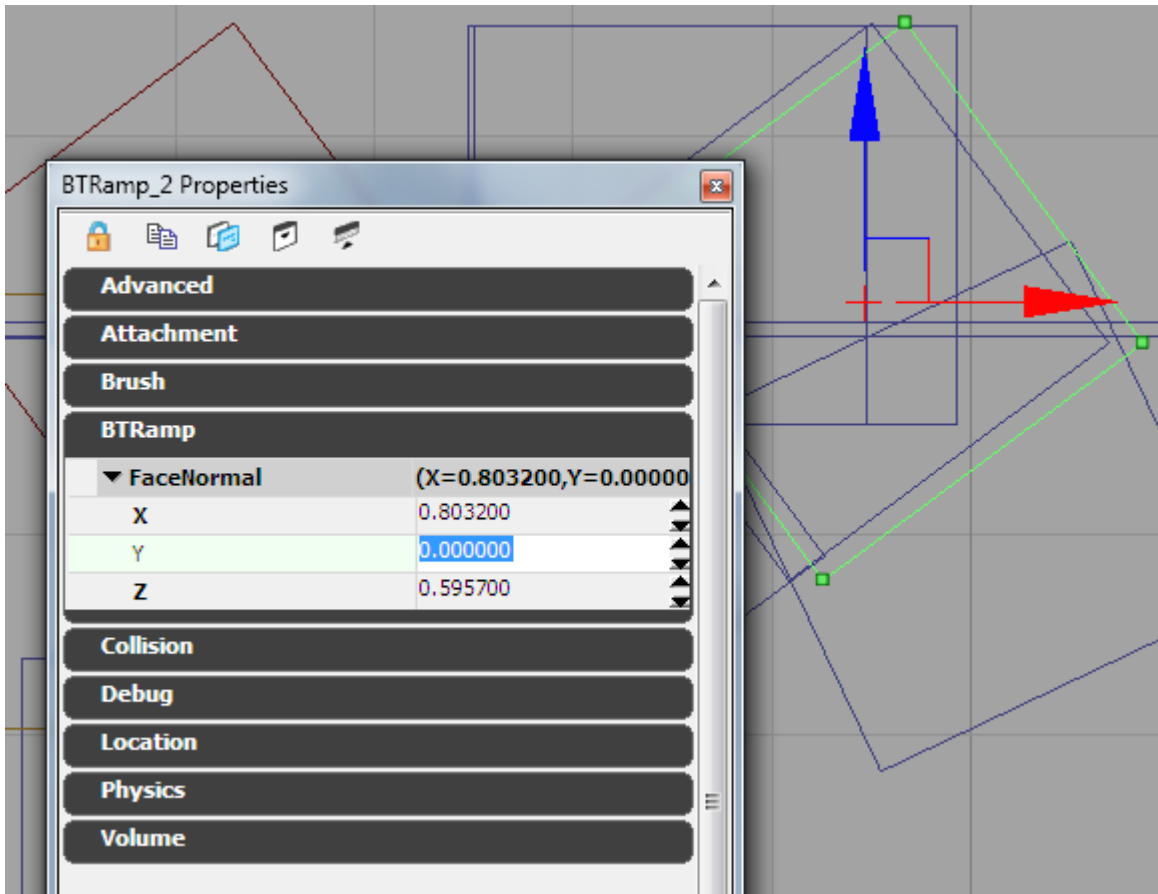 BTRamp_2 Properties
Advanced
Attachment
Brush
BTRamp
FaceNormal (X=0.803200,Y=0.00000
X 0.803200
Y 0.000000
Z 0.595700
Collision
Debug
Location
Physics
Volume